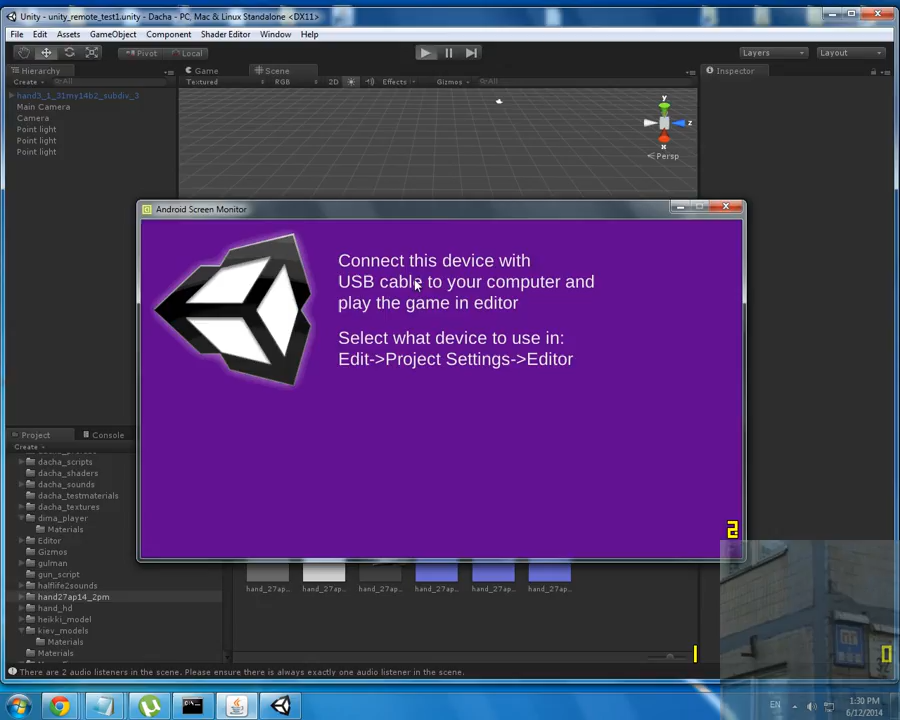 Unity - unity_remote_test1.unity - Dacha - PC, Mac & Linux Standalone <DX11>
File Edit Assets GameObject Component Shader Editor Window Help
Pivot Local
Layers Layout
Hierarchy
Game Scene
Inspector
Create All
Textured RGB 2D Effects Gizmos All
hand3_1_31my14b2_subdiv_3
Main Camera
Camera
Point light
Point light
Point light
y
z
x
Persp
Android Screen Monitor
Connect this device with
USB cable to your computer and
play the game in editor
Select what device to use in:
Edit->Project Settings->Editor
2
Project Console
Create
dacha_scripts
dacha_shaders
dacha_sounds
dacha_testmaterials
dacha_textures
dima_player
Materials
Editor
Gizmos
gulman
gun_script
halflife2sounds
hand27ap14_2pm
hand_hd
heikki_model
kiev_models
Materials
Materials
hand_27ap... hand_27ap... hand_27ap... hand_27ap... hand_27ap... hand_27ap...
There are 2 audio listeners in the scene. Please ensure there is always exactly one audio listener in the scene.
EN
1:30 PM
6/12/2014